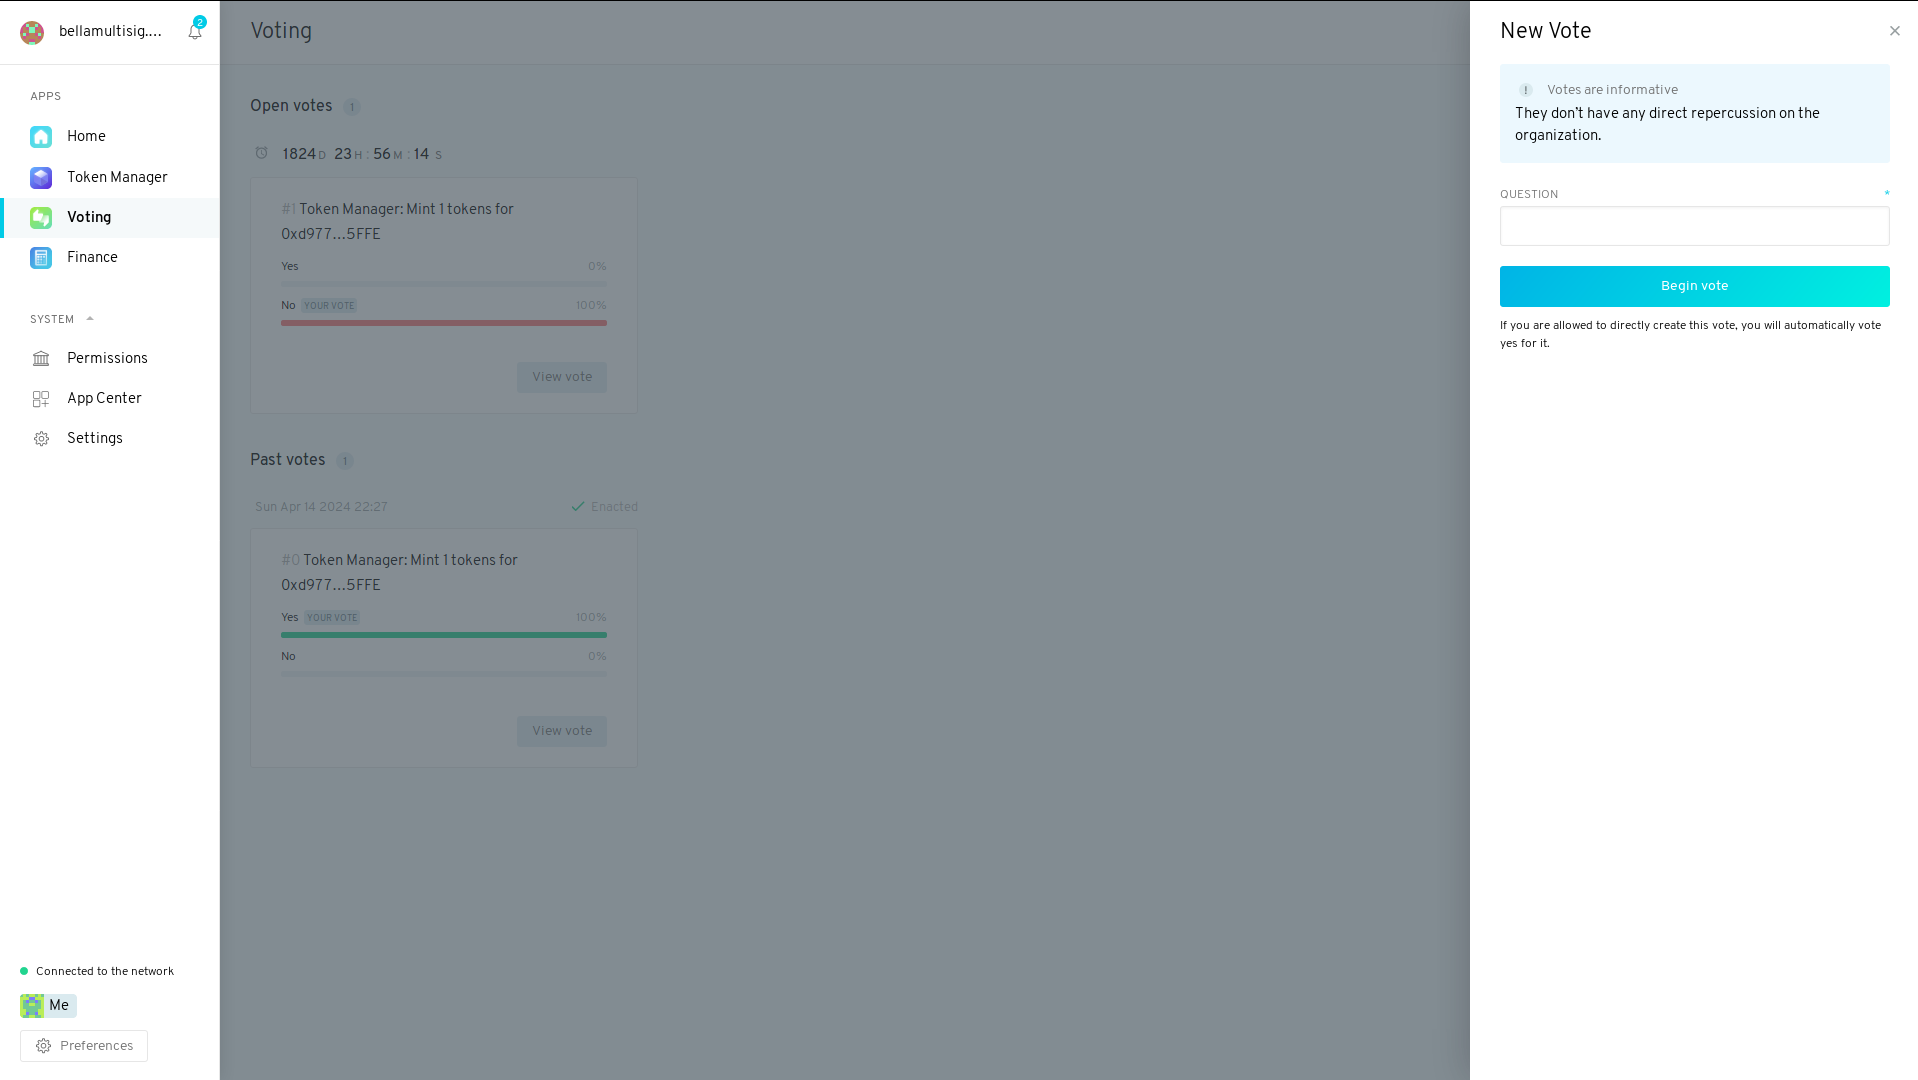 bellamultisig....
2
APPS
Home
Token Manager
Voting
Finance
SYSTEM
Permissions
App Center
Settings
Connected to the network
Me
Preferences
Voting
Open votes 1
1824 D 23 H : 56 M : 14 S
#1 Token Manager: Mint 1 tokens for
0xd977…5FFE
Yes 0%
No YOUR VOTE 100%
View vote
Past votes 1
Sun Apr 14 2024 22:27 Enacted
#0 Token Manager: Mint 1 tokens for
0xd977…5FFE
Yes YOUR VOTE 100%
No 0%
View vote
New Vote
Votes are informative
They don’t have any direct repercussion on the
organization.
QUESTION *
Begin vote
If you are allowed to directly create this vote, you will automatically vote
yes for it.